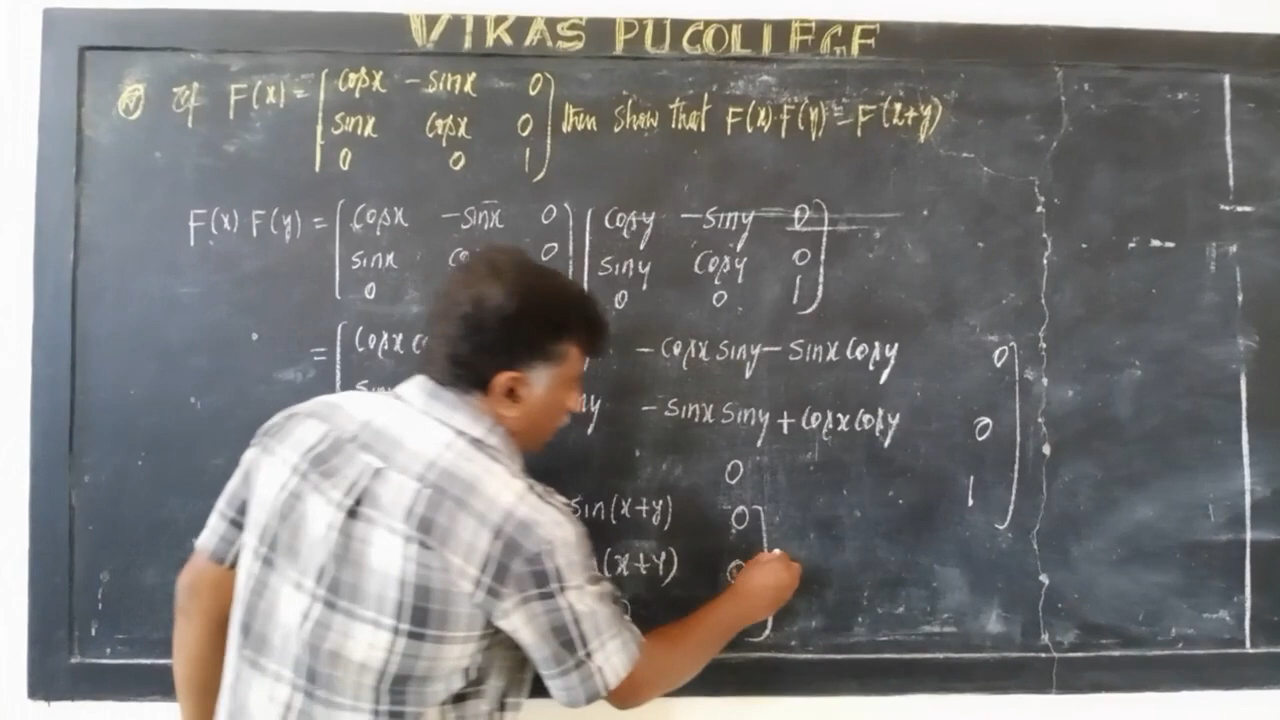 VIKAS PU COLLEGE
If F(x) = [ cosx -sinx 0 ] then show that F(x)·F(y) = F(x+y)
sinx cosx 0
0 0 1
F(x) F(y) = [ cosx -sinx 0 ] [ cosy -siny 0 ]
sinx 0 siny cosy 0
0 0 0 1
= [ cosx -cosx siny - sinx cosy 0 ]
-sinx siny + cosx cosy 0
0 1
sin(x+y) 0
(x+y) 0